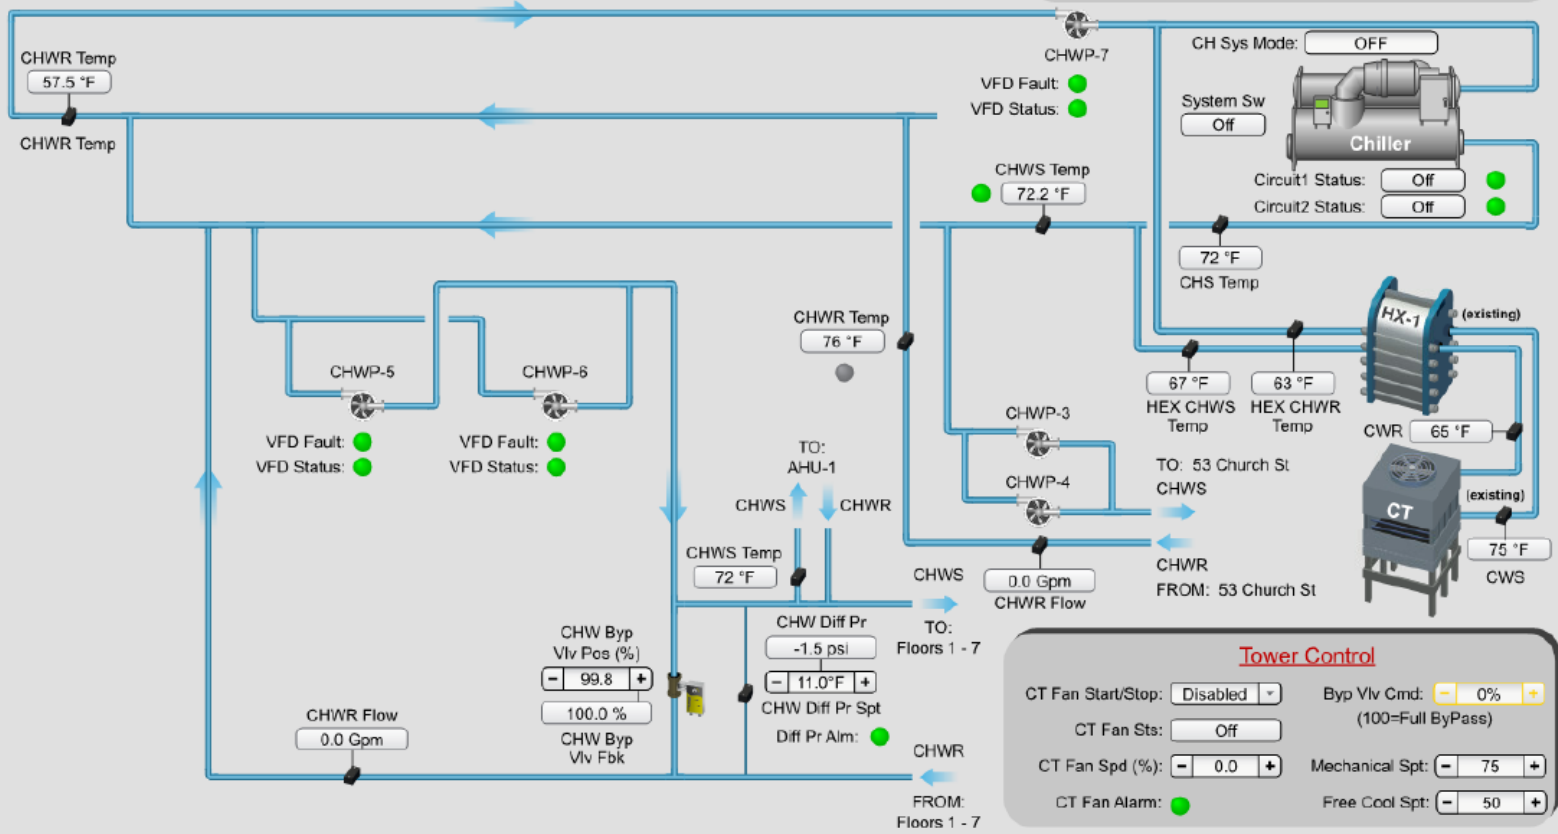 CHWP-7
VFD Fault:
VFD Status:
CH Sys Mode: OFF
System Sw
Off
Chiller
Circuit1 Status: Off
Circuit2 Status: Off
CHWR Temp
57.5 °F
CHWR Temp
CHWS Temp
72.2 °F
72 °F
CHS Temp
CHWR Temp
76 °F
HX-1
(existing)
67 °F
HEX CHWS
Temp
63 °F
HEX CHWR
Temp
CWR 65 °F
CHWP-5
VFD Fault:
VFD Status:
CHWP-6
VFD Fault:
VFD Status:
CHWP-3
CHWP-4
TO:
AHU-1
CHWS
CHWR
TO: 53 Church St
CHWS
CT
(existing)
75 °F
CWS
CHWS Temp
72 °F
0.0 Gpm
CHWR Flow
CHWR
FROM: 53 Church St
CHWS
TO:
Floors 1 - 7
CHW Byp
Vlv Pos (%)
- 99.8 +
100.0 %
CHW Byp
Vlv Fbk
CHW Diff Pr
-1.5 psi
- 11.0°F +
CHW Diff Pr Spt
Diff Pr Alm:
CHWR Flow
0.0 Gpm
CHWR
FROM:
Floors 1 - 7
Tower Control
CT Fan Start/Stop: Disabled
Byp Vlv Cmd: - 0% +
(100=Full ByPass)
CT Fan Sts: Off
CT Fan Spd (%): - 0.0 +
Mechanical Spt: - 75 +
CT Fan Alarm:
Free Cool Spt: - 50 +